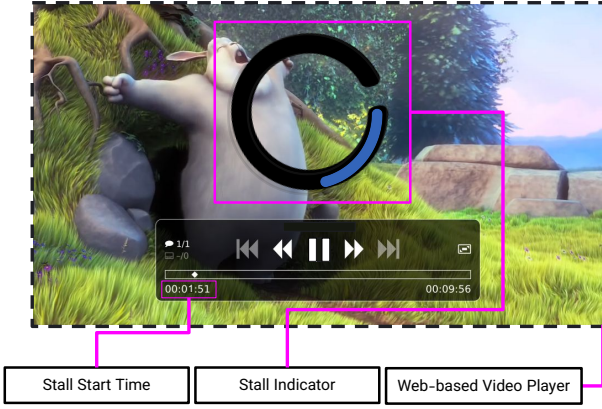 1/1
-/0
00:01:51
00:09:56
Stall Start Time
Stall Indicator
Web-based Video Player